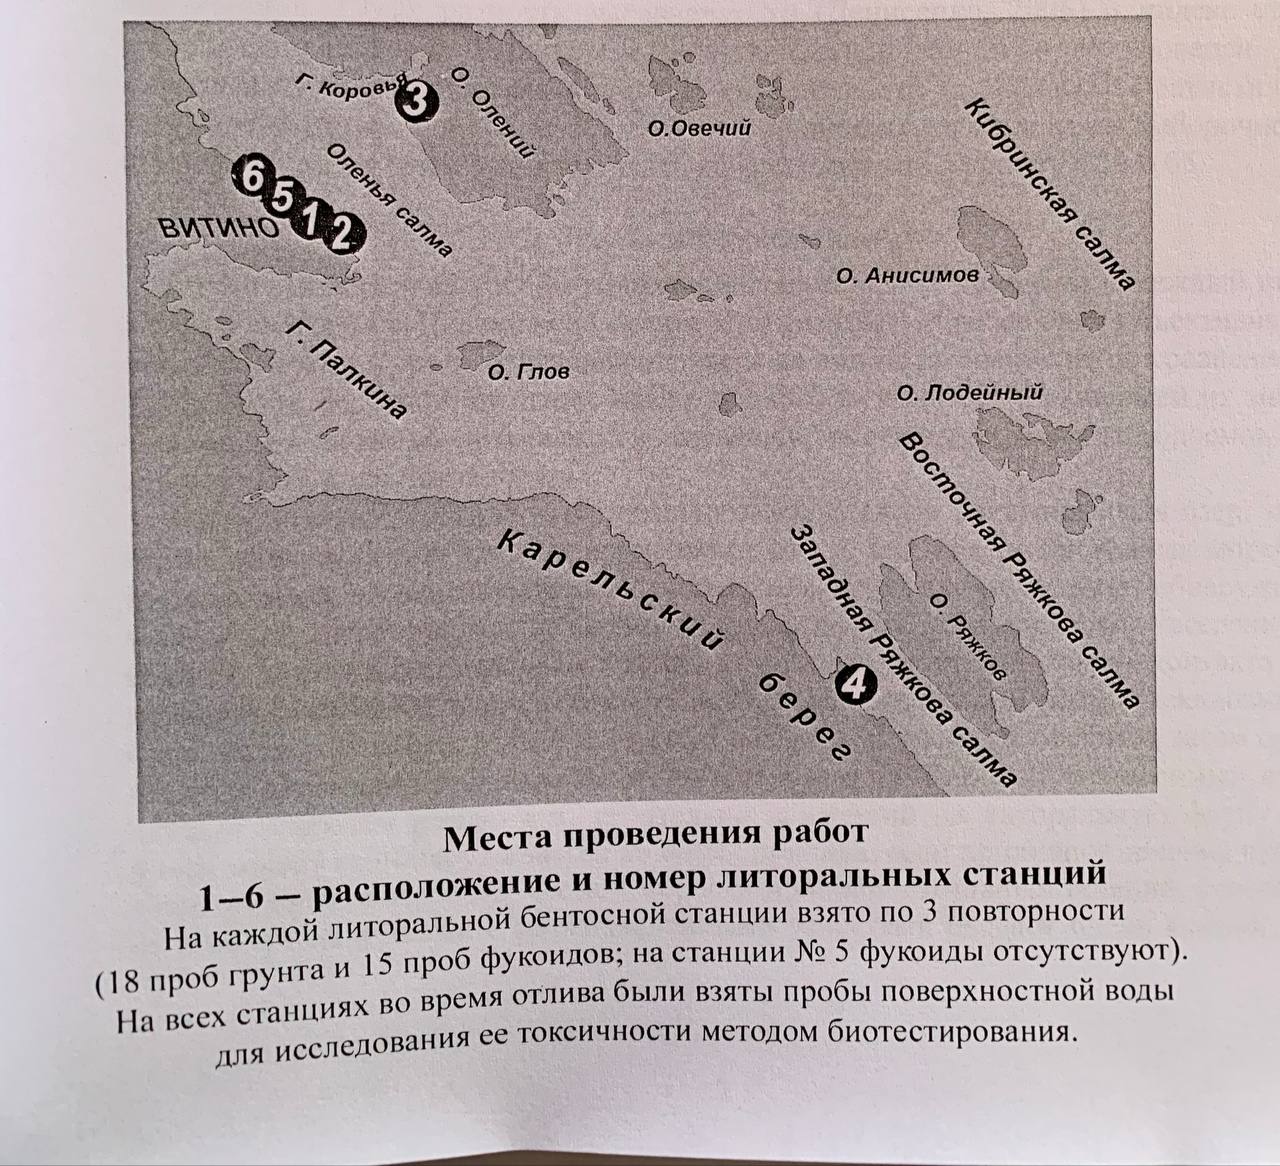 Г. Коровья
3
О. Олений
О.Овечий
Кибринская салма
Оленья салма
6
5
1
2
ВИТИНО
О. Анисимов
Г. Палкина
О. Глов
О. Лодейный
Восточная Ряжкова салма
Западная Ряжкова салма
О. Ряжков
Карельский
берег
4
Места проведения работ
1–6 – расположение и номер литоральных станций
На каждой литоральной бентосной станции взято по 3 повторности
(18 проб грунта и 15 проб фукоидов; на станции № 5 фукоиды отсутствуют).
На всех станциях во время отлива были взяты пробы поверхностной воды
для исследования ее токсичности методом биотестирования.